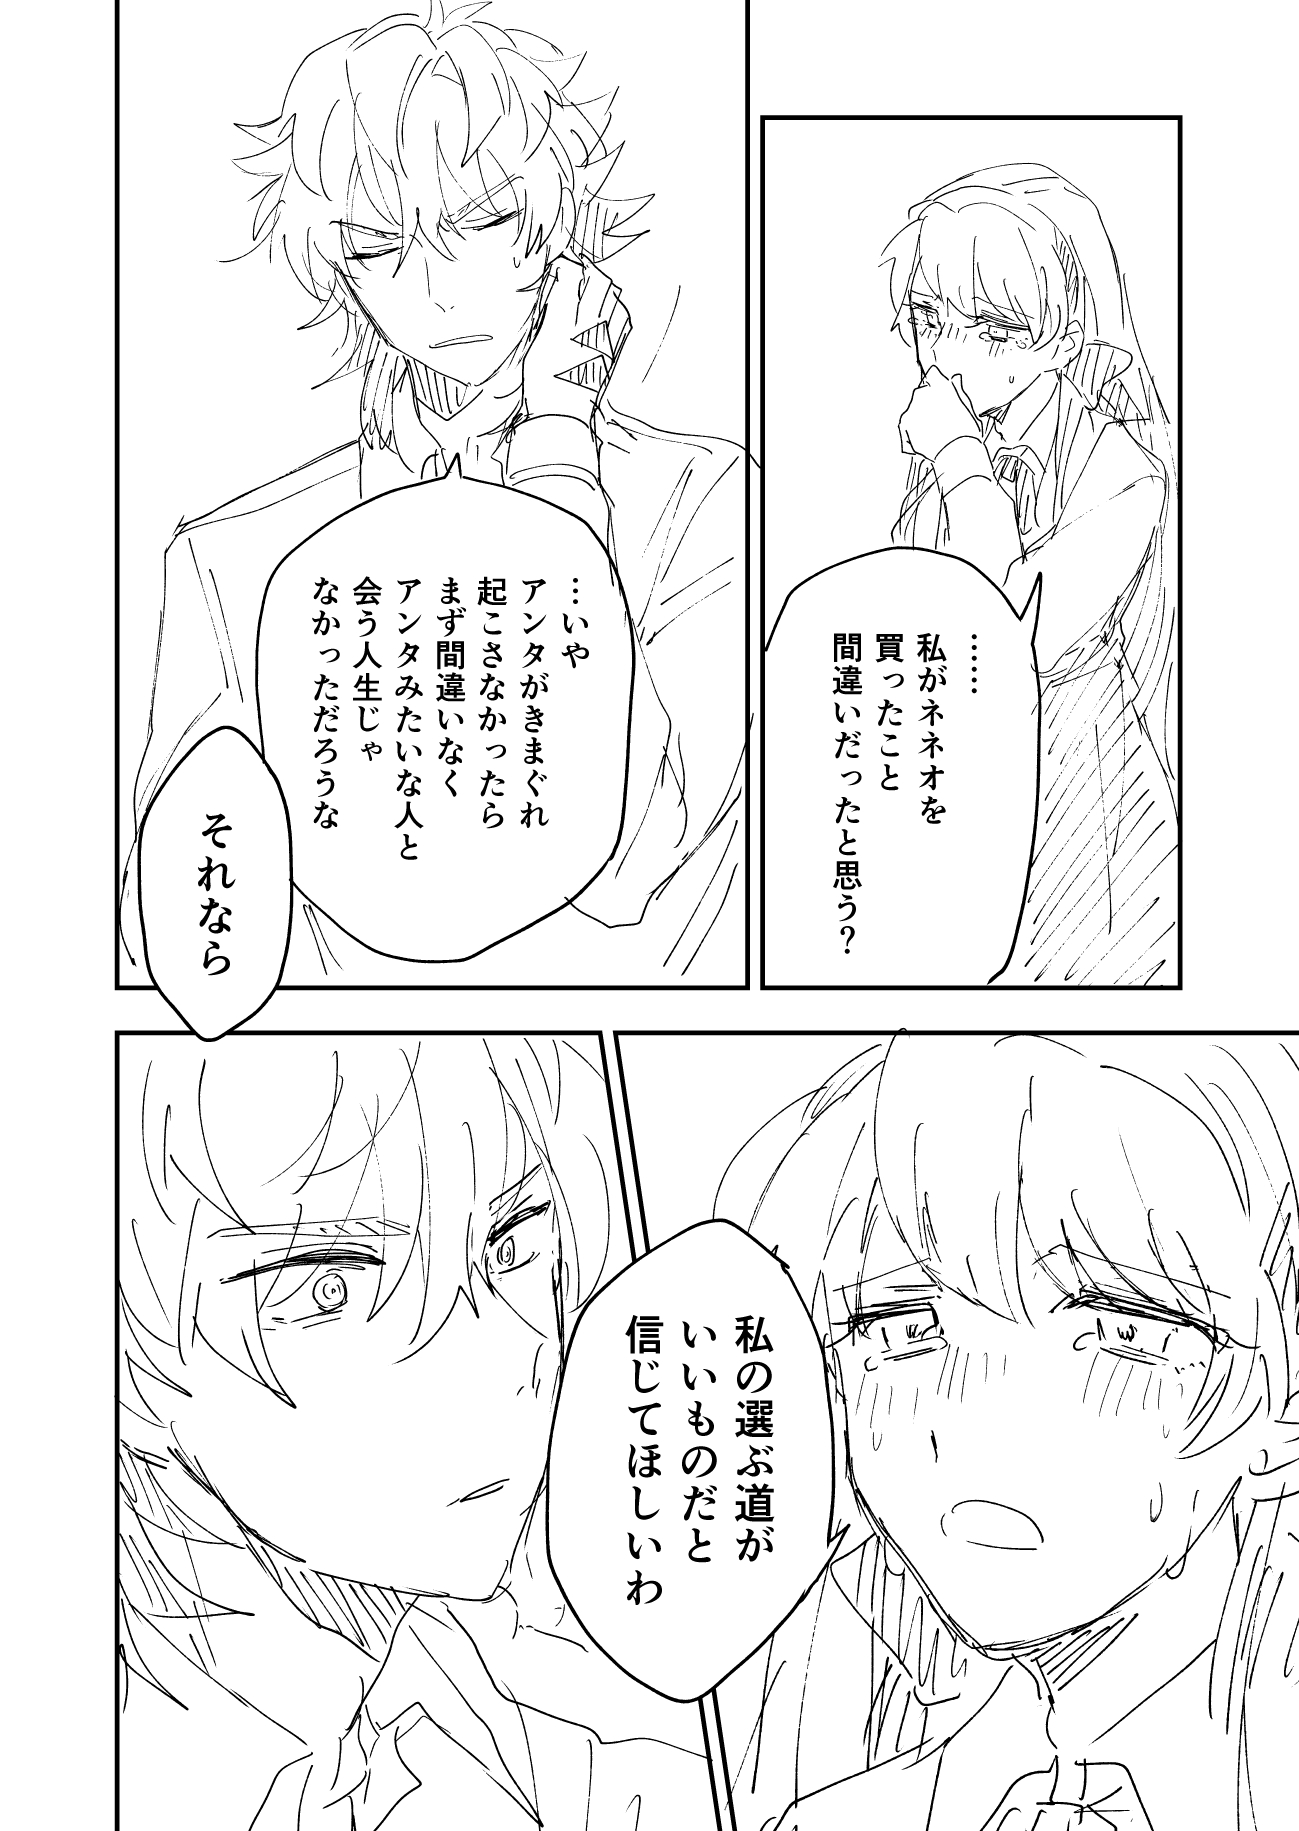 ……
私がネネオを
買ったこと
間違いだったと思う？
…いや
アンタがきまぐれ
起こさなかったら
まず間違いなく
アンタみたいな人と
会う人生じゃ
なかっただろうな
それなら
私の選ぶ道が
いいものだと
信じてほしいわ